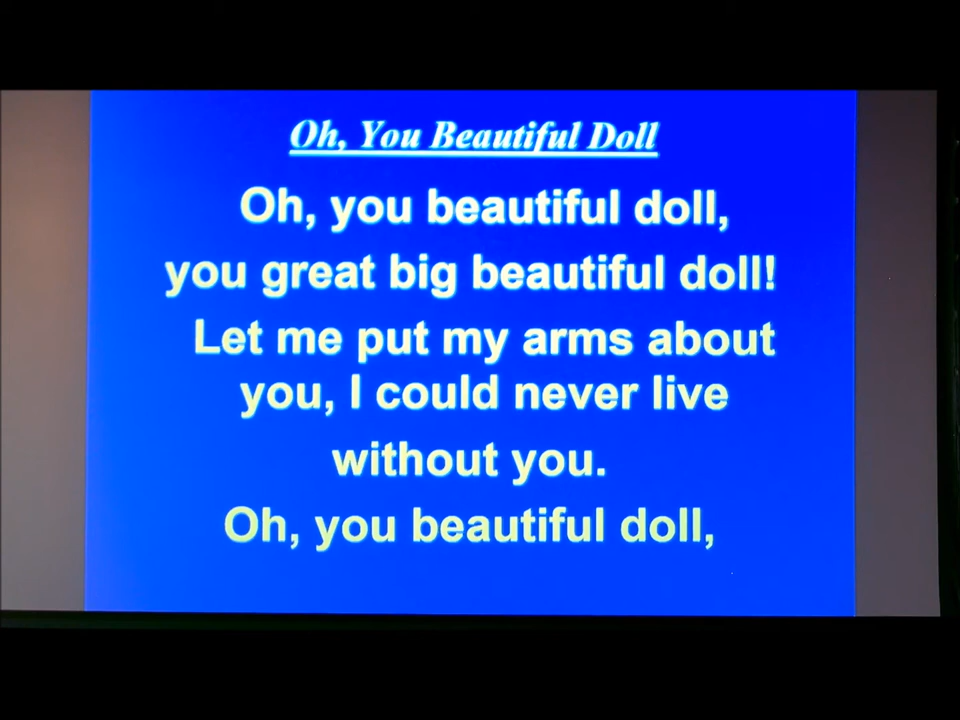 Oh, You Beautiful Doll
Oh, you beautiful doll,
you great big beautiful doll!
Let me put my arms about
you, I could never live
without you.
Oh, you beautiful doll,